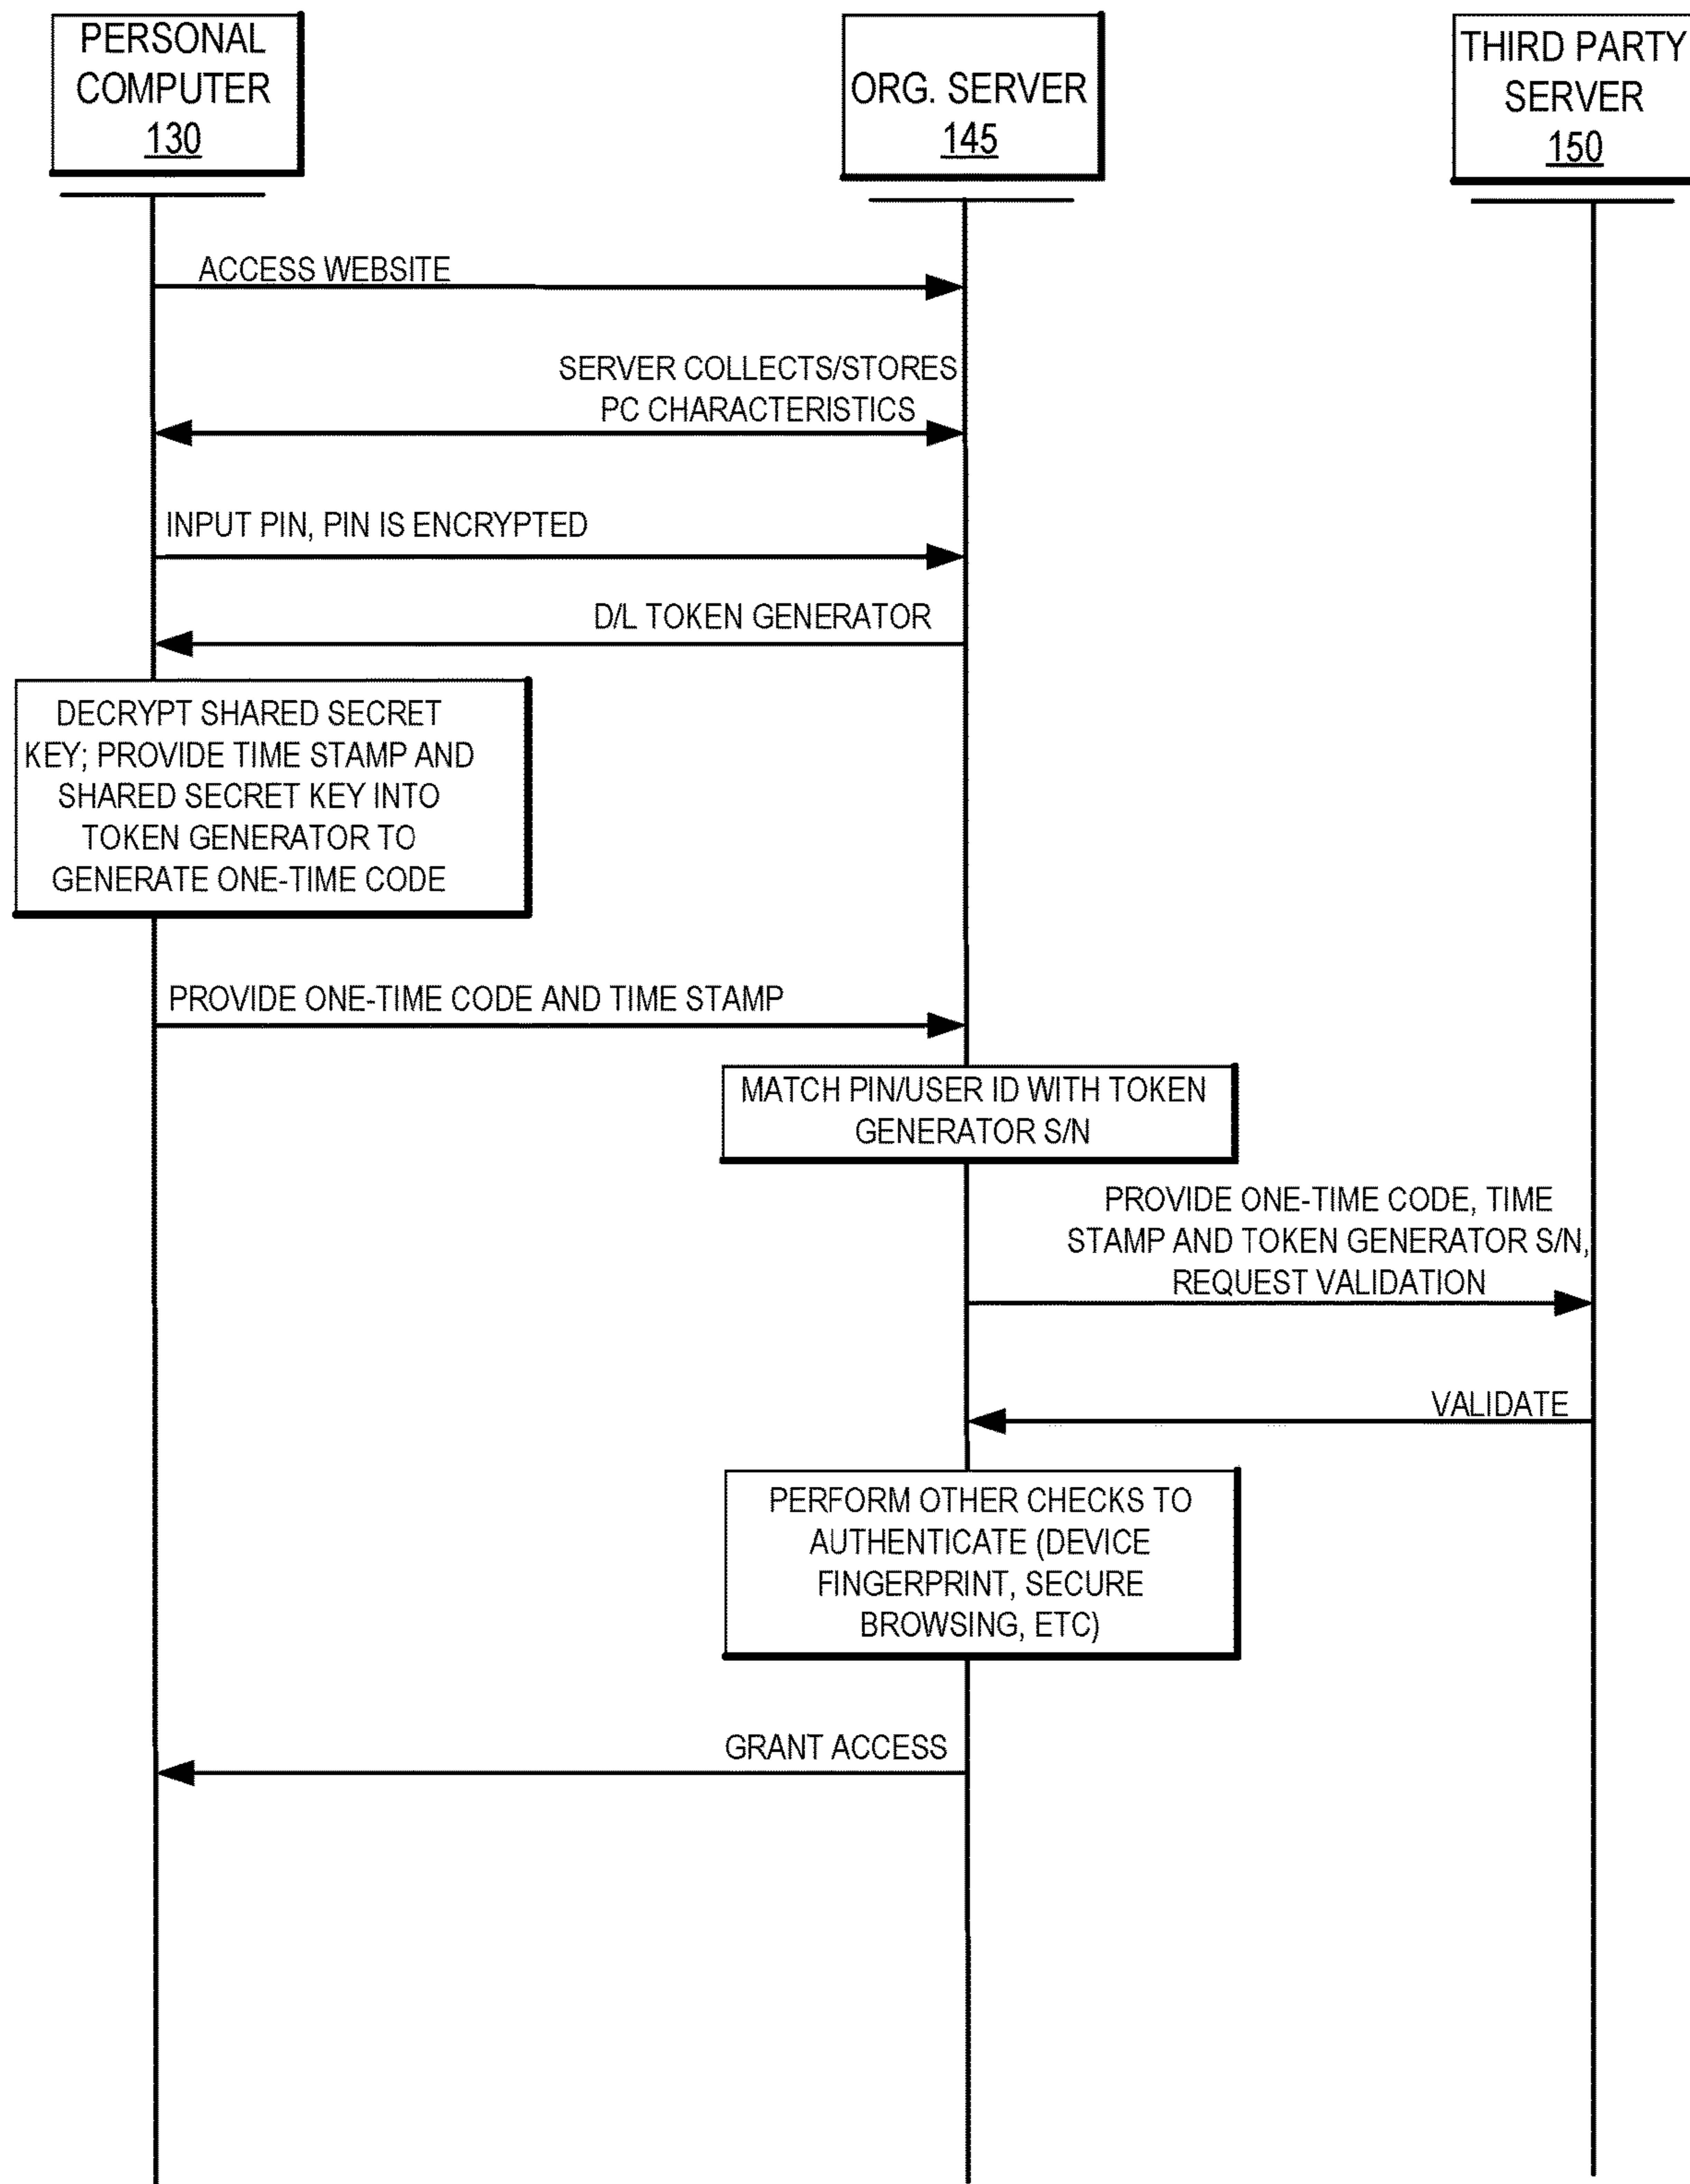 PERSONAL
COMPUTER
130
ORG. SERVER
145
THIRD PARTY
SERVER
150
ACCESS WEBSITE
SERVER COLLECTS/STORES
PC CHARACTERISTICS
INPUT PIN, PIN IS ENCRYPTED
D/L TOKEN GENERATOR
DECRYPT SHARED SECRET
KEY; PROVIDE TIME STAMP AND
SHARED SECRET KEY INTO
TOKEN GENERATOR TO
GENERATE ONE-TIME CODE
PROVIDE ONE-TIME CODE AND TIME STAMP
MATCH PIN/USER ID WITH TOKEN
GENERATOR S/N
PROVIDE ONE-TIME CODE, TIME
STAMP AND TOKEN GENERATOR S/N,
REQUEST VALIDATION
VALIDATE
PERFORM OTHER CHECKS TO
AUTHENTICATE (DEVICE
FINGERPRINT, SECURE
BROWSING, ETC)
GRANT ACCESS